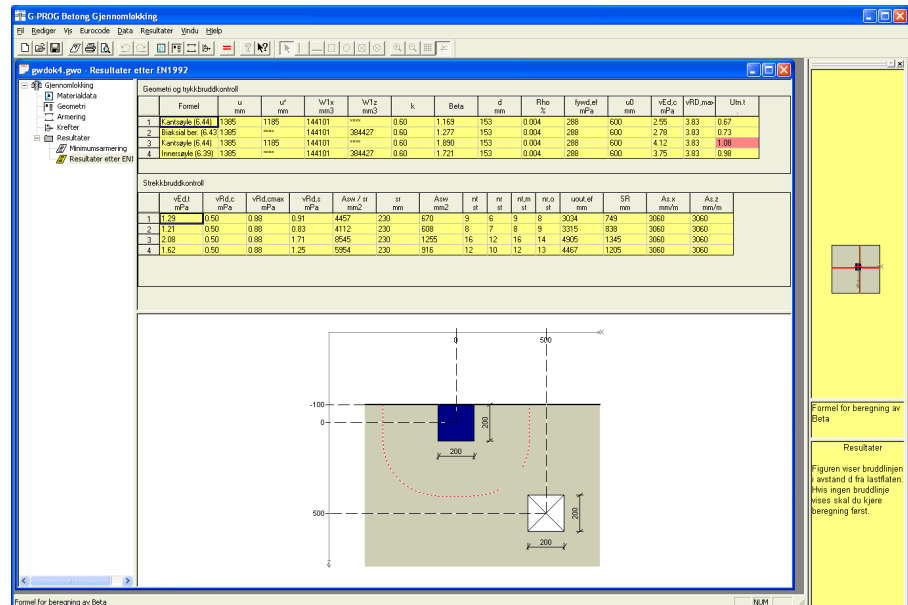 G-PROG Betong Gjennomlokking
Fil Rediger Vis Eurocode Data Resultater Vindu Hjelp
gwdok4.gwo - Resultater etter EN1992
Gjennomlokking
Materialdata
Geometri
Armering
Krefter
Resultater
Minimumsarmering
Resultater etter EN1
Geometri og trykkbruddkontroll
Formel u mm u* mm W1x mm3 W1z mm3 k Beta d mm Rho % fywd,ef mPa u0 mm vEd,c mPa vRD,max Utn.t
1 Kantsøyle (6.44) 1385 1185 144101 **** 0.60 1.169 153 0.004 288 600 2.55 3.83 0.67
2 Biaksial ber. (6.43) 1385 **** 144101 384427 0.60 1.277 153 0.004 288 600 2.78 3.83 0.73
3 Kantsøyle (6.44) 1385 1185 144101 **** 0.60 1.890 153 0.004 288 600 4.12 3.83 1.08
4 Innersøyle (6.39) 1385 **** 144101 384427 0.60 1.721 153 0.004 288 600 3.75 3.83 0.98
Strekkbruddkontroll
vEd,t mPa vRd,c mPa vRd,cmax mPa vRd,s mPa Asw / sr mm2 sr mm Asw mm2 nt st nr st nt,m st nr,o st uout.ef mm SR mm As.x mm/m As.z mm/m
1 1.29 0.50 0.88 0.91 4457 230 670 9 6 9 8 3034 749 3060 3060
2 1.21 0.50 0.88 0.83 4112 230 608 8 7 8 9 3315 838 3060 3060
3 2.08 0.50 0.88 1.71 8545 230 1255 16 12 16 14 4905 1345 3060 3060
4 1.62 0.50 0.88 1.25 5954 230 916 12 10 12 13 4467 1205 3060 3060
X
0 500
-100
0
200
200
500
200
200
Formel for beregning av
Beta
Resultater
Figuren viser bruddlinjen
i avstand d fra lastflaten.
Hvis ingen bruddlinje
vises skal du kjøre
beregning først.
Formel for beregning av Beta
NUM